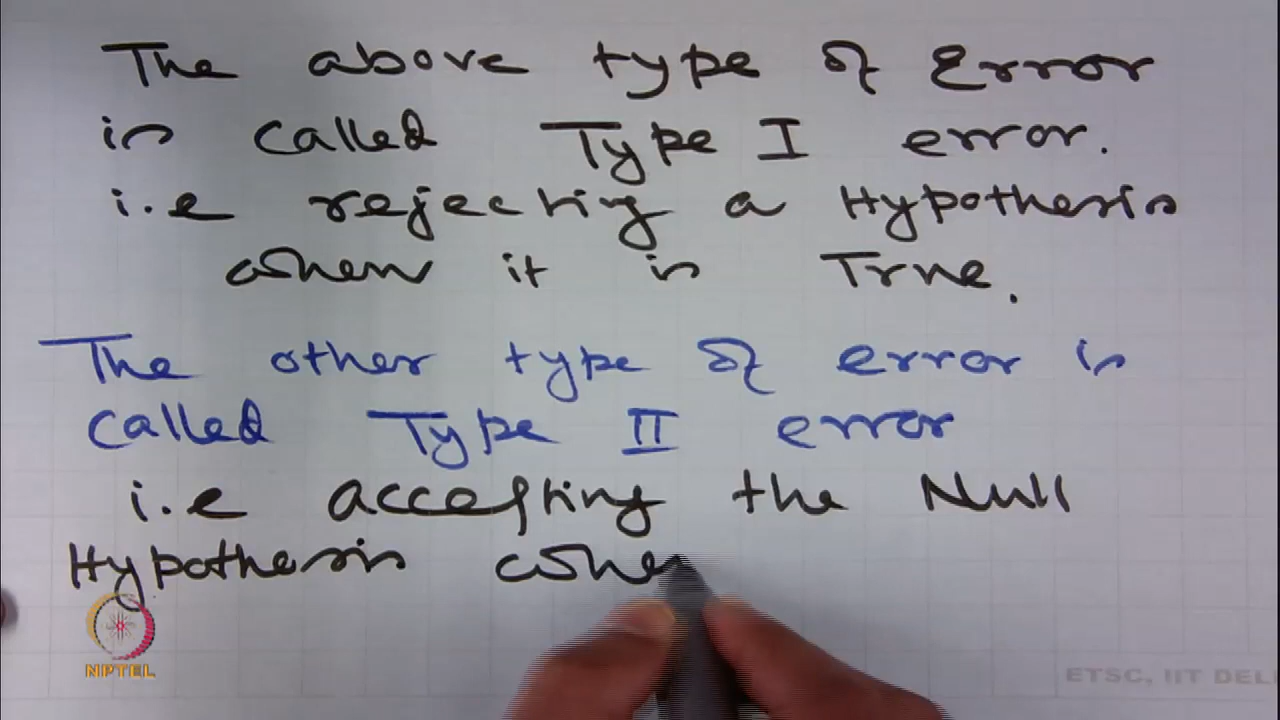 The above type of Error
is called Type I error.
i.e rejecting a Hypothesis
when it is True.
The other type of error is
called Type II error
i.e accepting the Null
Hypothesis when
NPTEL
ETSC, IIT DEL